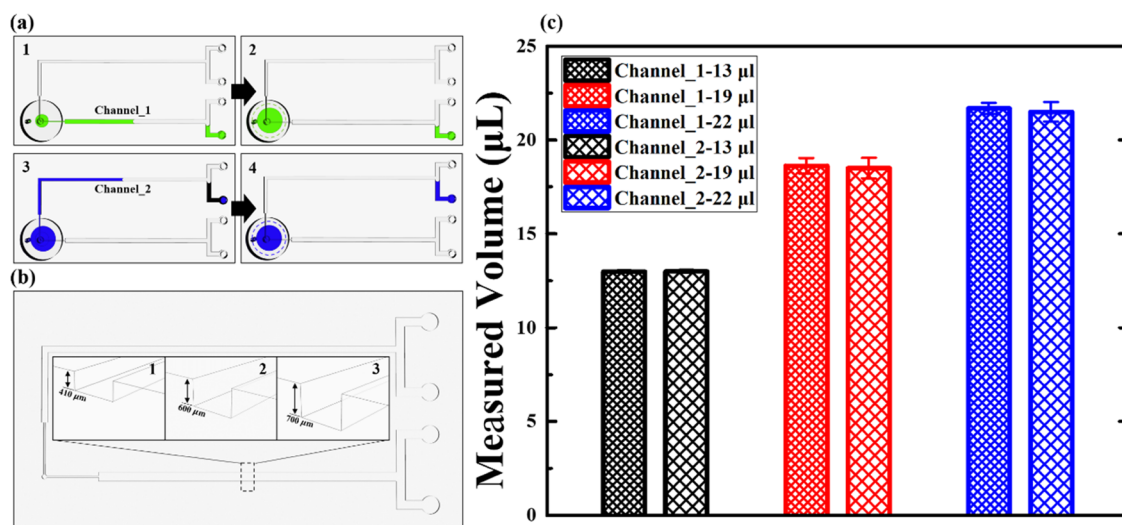 (a)
1
Channel_1
2
3
Channel_2
4
(b)
1
410 μm
2
600 μm
3
700 μm
(c)
Measured Volume (μL)
25
20
15
10
5
0
Channel_1-13 μl
Channel_1-19 μl
Channel_1-22 μl
Channel_2-13 μl
Channel_2-19 μl
Channel_2-22 μl